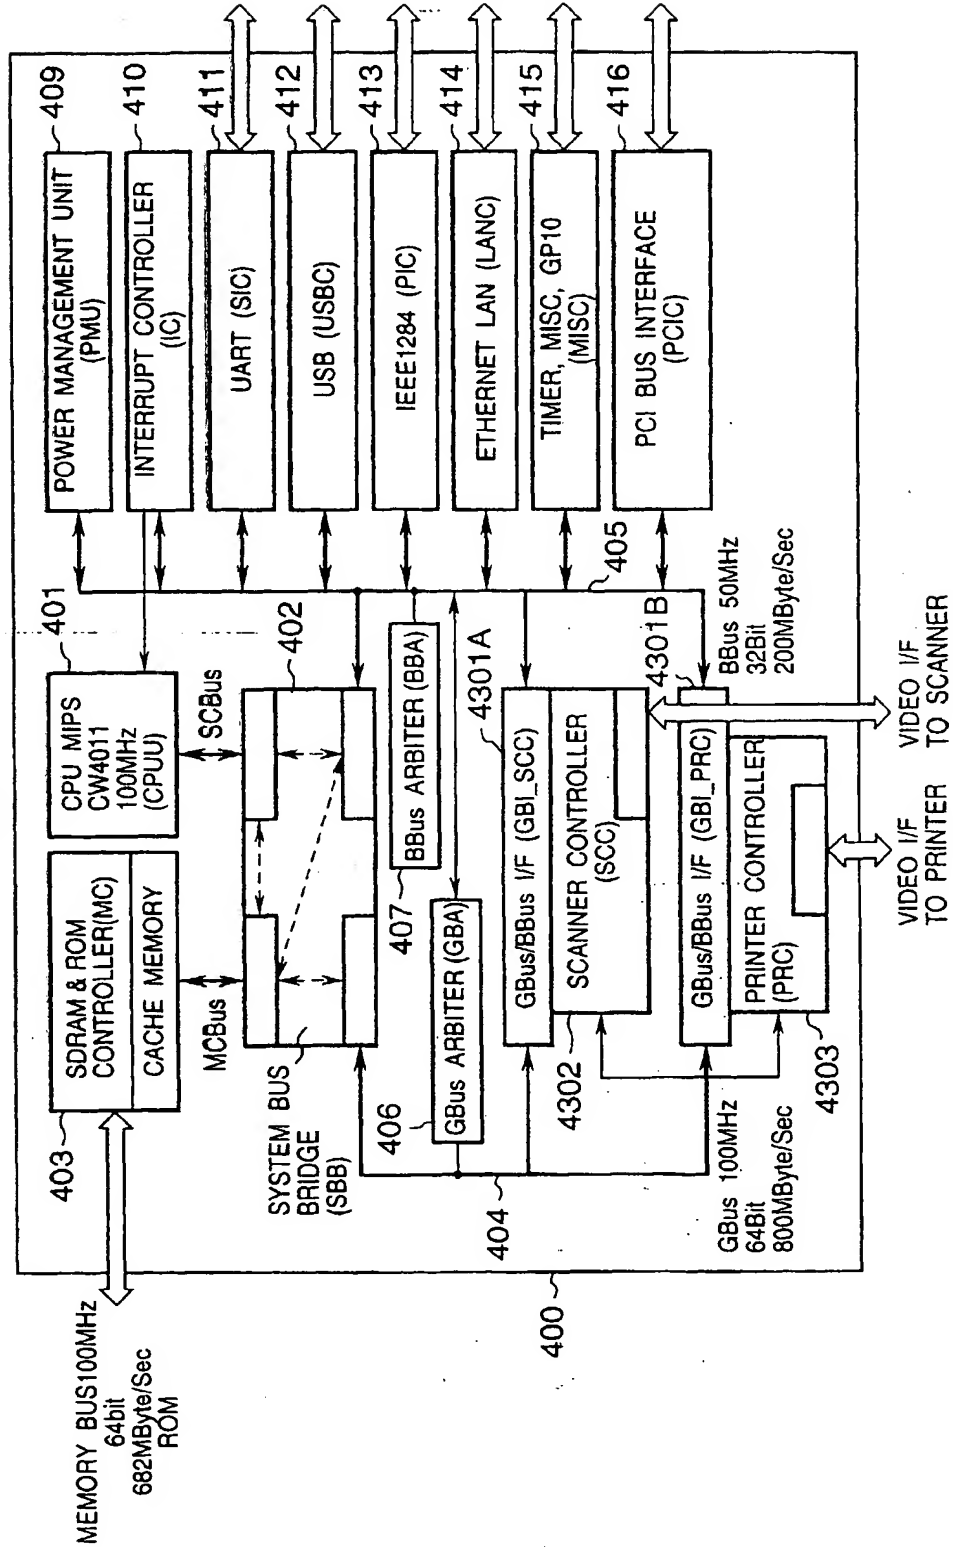 MEMORY BUS100MHz
64bit
682MByte/Sec
ROM
403
SDRAM & ROM
CONTROLLER(MC)
CACHE MEMORY
401
CPU MIPS
CW4011
100MHz
(CPU)
MCBus
SCBus
402
SYSTEM BUS
BRIDGE
(SBB)
409
POWER MANAGEMENT UNIT
(PMU)
410
INTERRUPT CONTROLLER
(IC)
411
UART (SIC)
412
USB (USBC)
413
IEEE1284 (PIC)
414
ETHERNET LAN (LANC)
415
TIMER, MISC, GP10
(MISC)
416
PCI BUS INTERFACE
(PCIC)
407
BBus ARBITER (BBA)
406
GBus ARBITER (GBA)
4301A
GBus/BBus I/F (GBI_SCC)
SCANNER CONTROLLER
(SCC)
4302
405
4301B
GBus/BBus I/F (GBI_PRC)
PRINTER CONTROLLER
(PRC)
4303
404
GBus 100MHz
64Bit
800MByte/Sec
BBus 50MHz
32Bit
200MByte/Sec
400
VIDEO I/F
TO PRINTER
VIDEO I/F
TO SCANNER